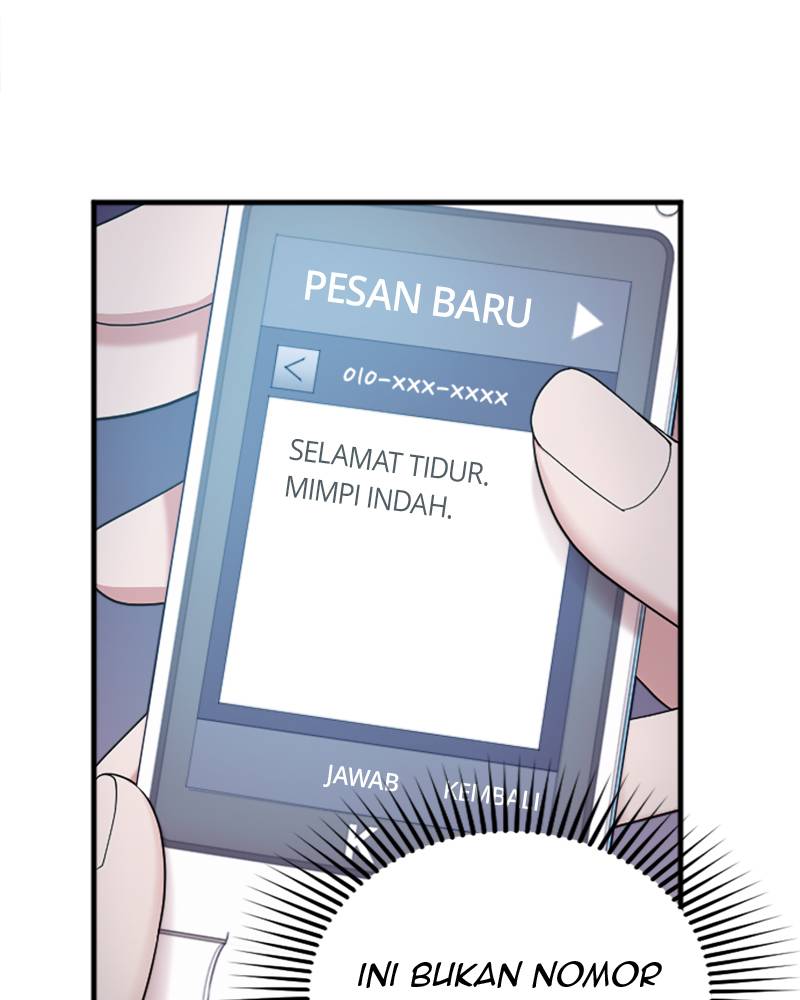 PESAN BARU
<
010-xxx-xxxx
SELAMAT TIDUR.
MIMPI INDAH.
JAWAB KEMBALI
K
INI BUKAN NOMOR